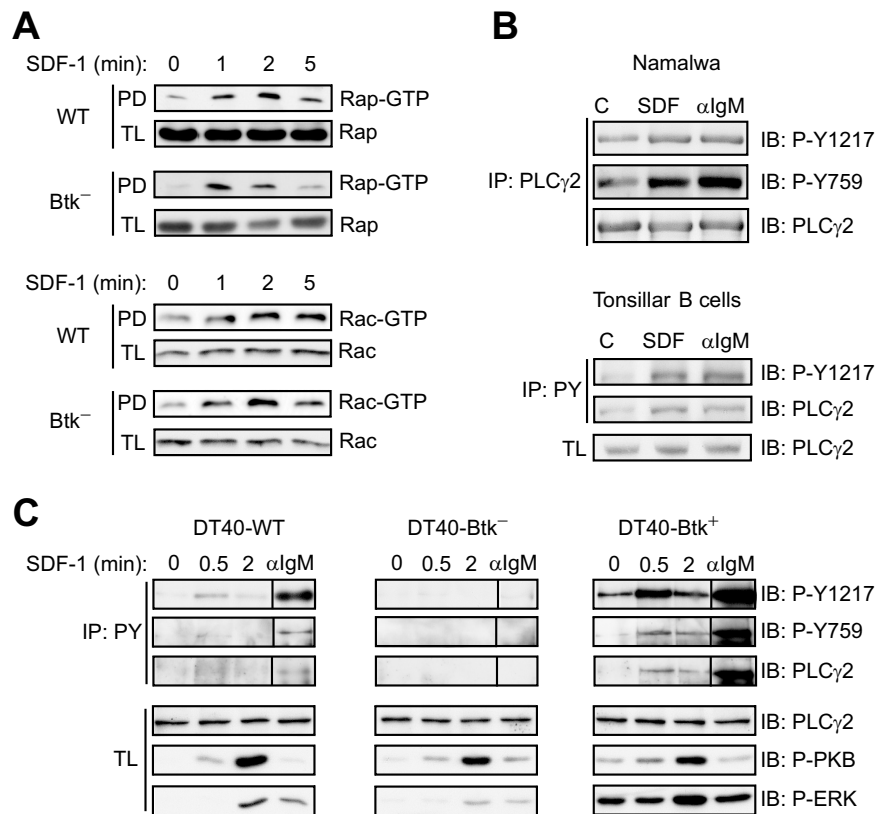 A
SDF-1 (min): 0 1 2 5
WT PD Rap-GTP
TL Rap
Btk⁻ PD Rap-GTP
TL Rap
SDF-1 (min): 0 1 2 5
WT PD Rac-GTP
TL Rac
Btk⁻ PD Rac-GTP
TL Rac
B
Namalwa
C SDF αIgM
IP: PLCγ2
IB: P-Y1217
IB: P-Y759
IB: PLCγ2
Tonsillar B cells
C SDF αIgM
IP: PY
IB: P-Y1217
IB: PLCγ2
TL IB: PLCγ2
C
DT40-WT DT40-Btk⁻ DT40-Btk⁺
SDF-1 (min): 0 0.5 2 αIgM 0 0.5 2 αIgM 0 0.5 2 αIgM
IB: P-Y1217
IP: PY IB: P-Y759
IB: PLCγ2
IB: PLCγ2
TL IB: P-PKB
IB: P-ERK